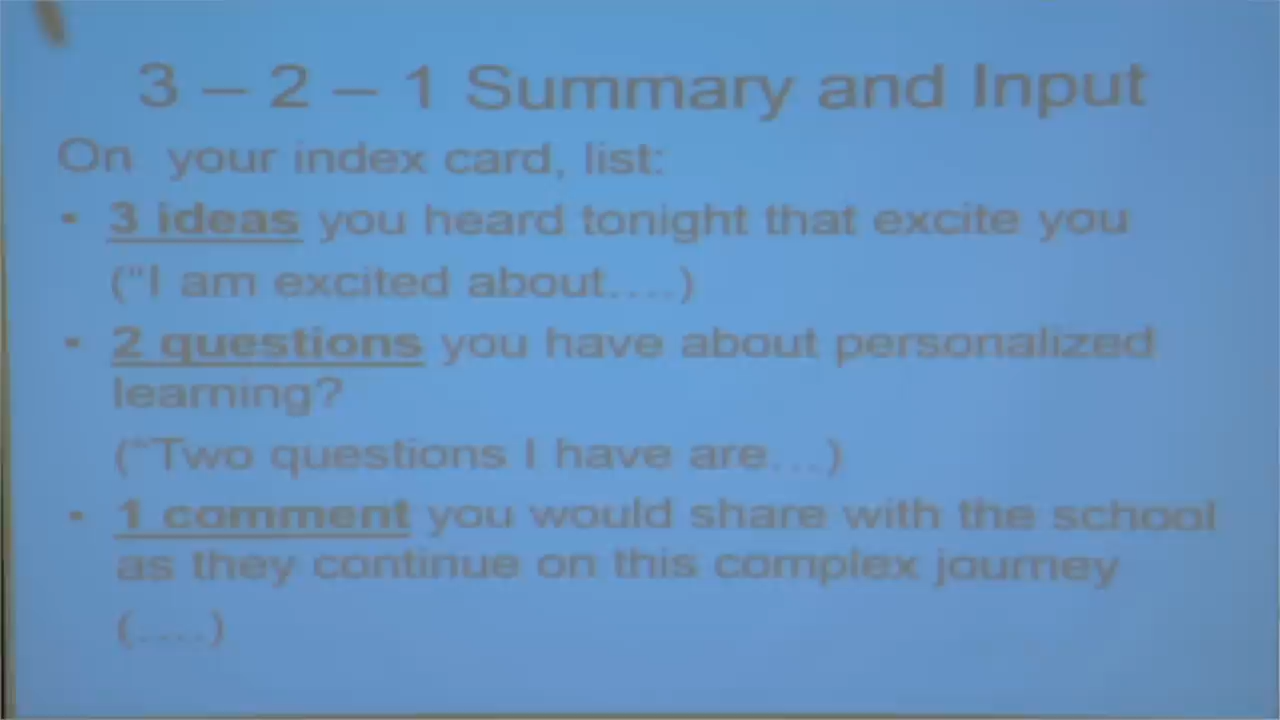 3 – 2 – 1 Summary and Input
On your index card, list:
▪ 3 ideas you heard tonight that excite you
("I am excited about….)
▪ 2 questions you have about personalized
learning?
("Two questions I have are…)
▪ 1 comment you would share with the school
as they continue on this complex journey
(…..)